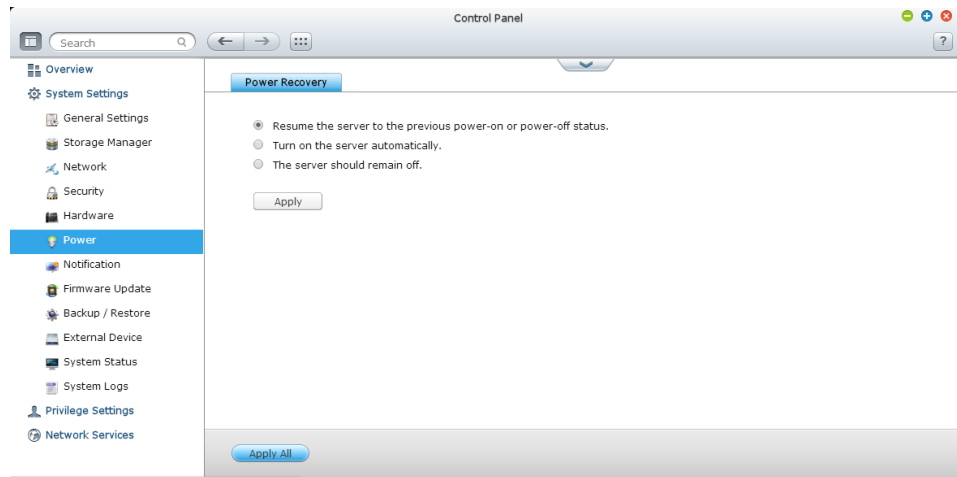 Control Panel
Search
?
Overview
System Settings
General Settings
Storage Manager
Network
Security
Hardware
Power
Notification
Firmware Update
Backup / Restore
External Device
System Status
System Logs
Privilege Settings
Network Services
Power Recovery
Resume the server to the previous power-on or power-off status.
Turn on the server automatically.
The server should remain off.
Apply
Apply All